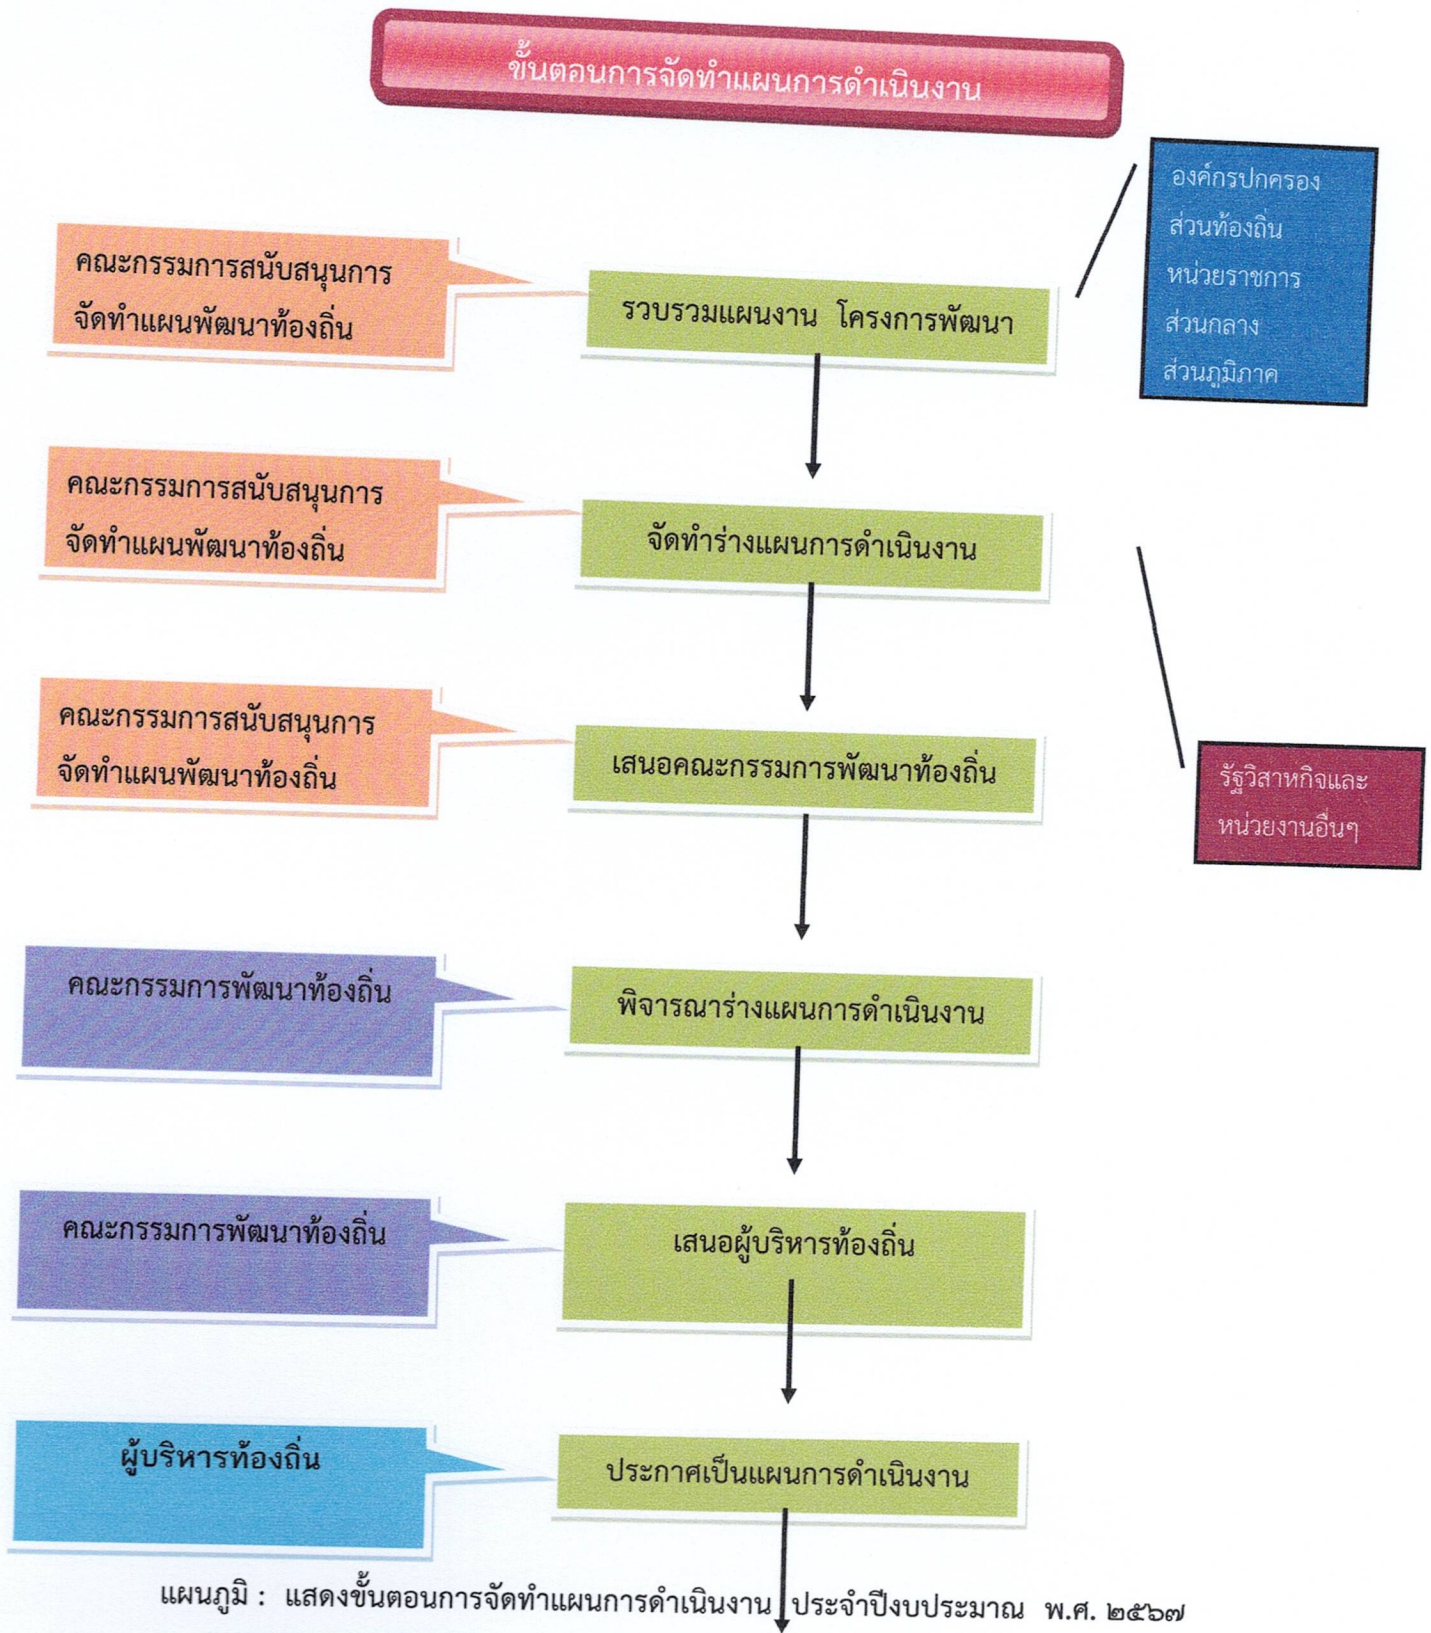 ขั้นตอนการจัดทำแผนการดำเนินงาน
องค์กรปกครอง
ส่วนท้องถิ่น
หน่วยราชการ
ส่วนกลาง
ส่วนภูมิภาค
คณะกรรมการสนับสนุนการ
จัดทำแผนพัฒนาท้องถิ่น
รวบรวมแผนงาน โครงการพัฒนา
คณะกรรมการสนับสนุนการ
จัดทำแผนพัฒนาท้องถิ่น
จัดทำร่างแผนการดำเนินงาน
คณะกรรมการสนับสนุนการ
จัดทำแผนพัฒนาท้องถิ่น
เสนอคณะกรรมการพัฒนาท้องถิ่น
รัฐวิสาหกิจและ
หน่วยงานอื่นๆ
คณะกรรมการพัฒนาท้องถิ่น
พิจารณาร่างแผนการดำเนินงาน
คณะกรรมการพัฒนาท้องถิ่น
เสนอผู้บริหารท้องถิ่น
ผู้บริหารท้องถิ่น
ประกาศเป็นแผนการดำเนินงาน
แผนภูมิ : แสดงขั้นตอนการจัดทำแผนการดำเนินงาน ประจำปีงบประมาณ พ.ศ. ๒๕๖๗